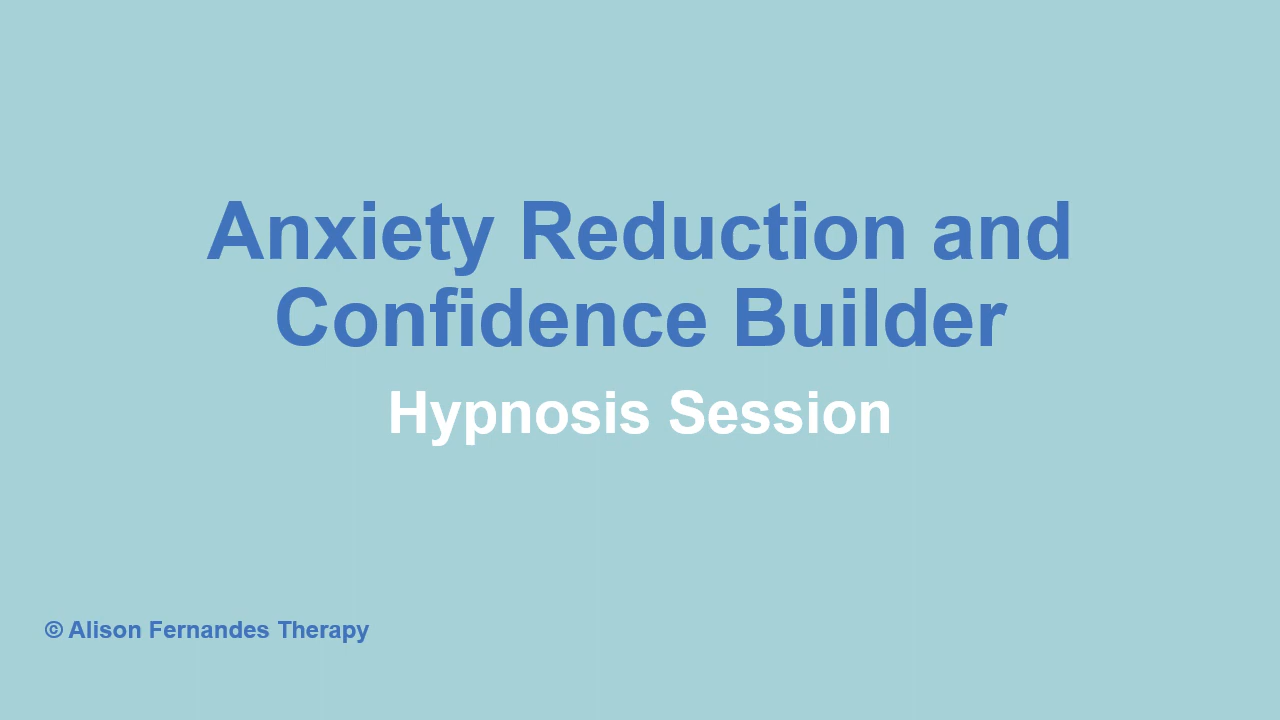 Anxiety Reduction and
Confidence Builder
Hypnosis Session
© Alison Fernandes Therapy